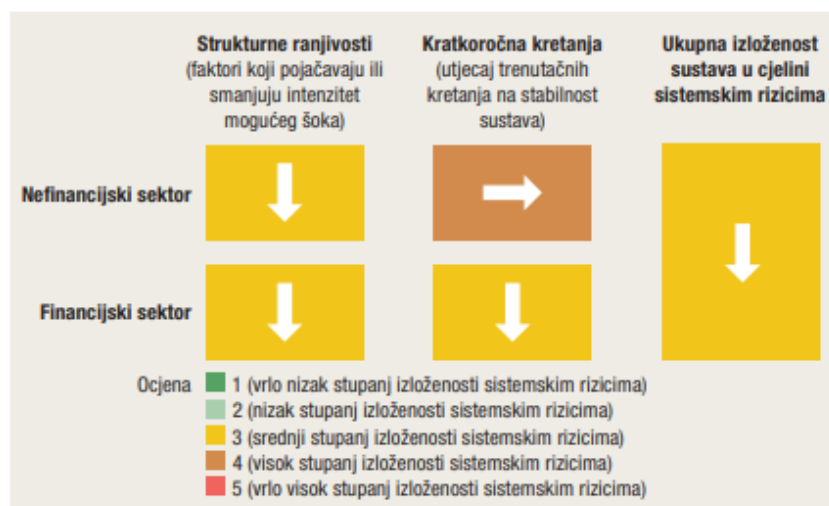 Strukturne ranjivosti
(faktori koji pojačavaju ili
smanjuju intenzitet
mogućeg šoka)
Kratkoročna kretanja
(utjecaj trenutačnih
kretanja na stabilnost
sustava)
Ukupna izloženost
sustava u cjelini
sistemskim rizicima
Nefinancijski sektor
Financijski sektor
Ocjena
1 (vrlo nizak stupanj izloženosti sistemskim rizicima)
2 (nizak stupanj izloženosti sistemskim rizicima)
3 (srednji stupanj izloženosti sistemskim rizicima)
4 (visok stupanj izloženosti sistemskim rizicima)
5 (vrlo visok stupanj izloženosti sistemskim rizicima)